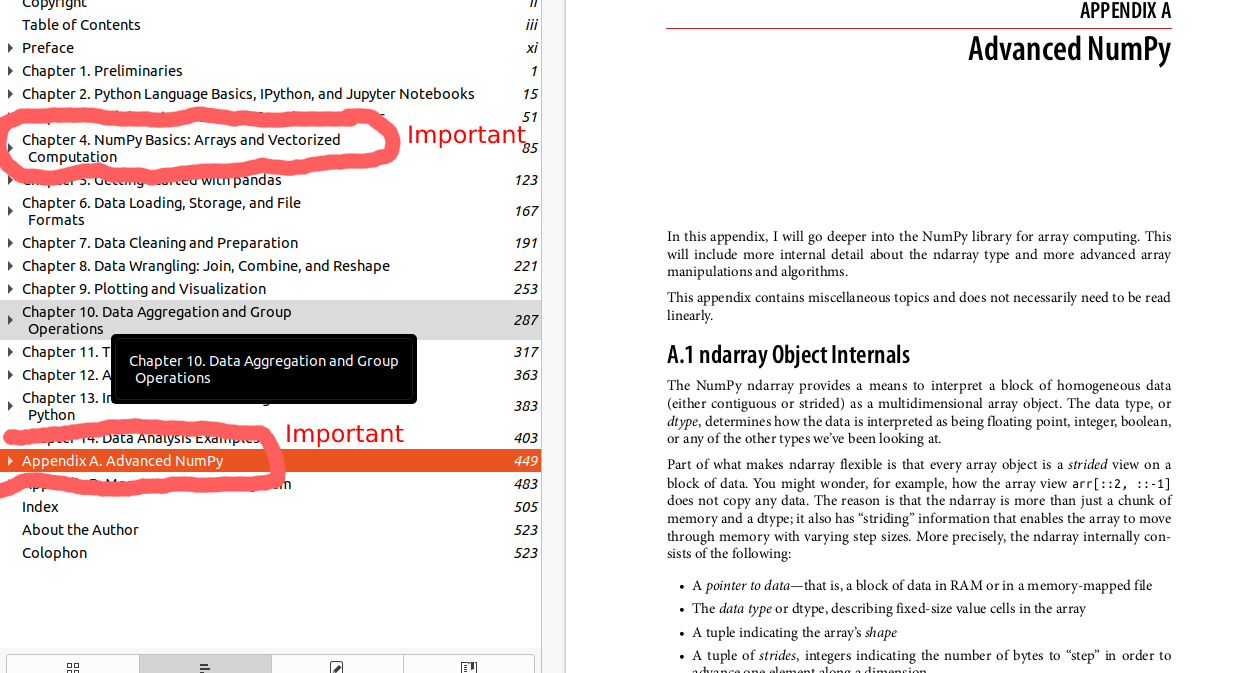 Copyright ii
Table of Contents iii
Preface xi
Chapter 1. Preliminaries 1
Chapter 2. Python Language Basics, IPython, and Jupyter Notebooks 15
51
Chapter 4. NumPy Basics: Arrays and Vectorized
Computation 85
Important
Chapter 5. Getting Started with pandas 123
Chapter 6. Data Loading, Storage, and File
Formats 167
Chapter 7. Data Cleaning and Preparation 191
Chapter 8. Data Wrangling: Join, Combine, and Reshape 221
Chapter 9. Plotting and Visualization 253
Chapter 10. Data Aggregation and Group
Operations 287
Chapter 10. Data Aggregation and Group
Operations
Chapter 11. T 317
Chapter 12. A 363
Chapter 13. 
Python 383
Important
Chapter 14. Data Analysis Examples 403
Appendix A. Advanced NumPy 449
483
Index 505
About the Author 523
Colophon 523
APPENDIX A
Advanced NumPy
In this appendix, I will go deeper into the NumPy library for array computing. This
will include more internal detail about the ndarray type and more advanced array
manipulations and algorithms.
This appendix contains miscellaneous topics and does not necessarily need to be read
linearly.
A.1 ndarray Object Internals
The NumPy ndarray provides a means to interpret a block of homogeneous data
(either contiguous or strided) as a multidimensional array object. The data type, or
dtype, determines how the data is interpreted as being floating point, integer, boolean,
or any of the other types we’ve been looking at.
Part of what makes ndarray flexible is that every array object is a strided view on a
block of data. You might wonder, for example, how the array view arr[::2, ::-1]
does not copy any data. The reason is that the ndarray is more than just a chunk of
memory and a dtype; it also has “striding” information that enables the array to move
through memory with varying step sizes. More precisely, the ndarray internally con-
sists of the following:
• A pointer to data—that is, a block of data in RAM or in a memory-mapped file
• The data type or dtype, describing fixed-size value cells in the array
• A tuple indicating the array’s shape
• A tuple of strides, integers indicating the number of bytes to “step” in order to
advance one element along a dimension